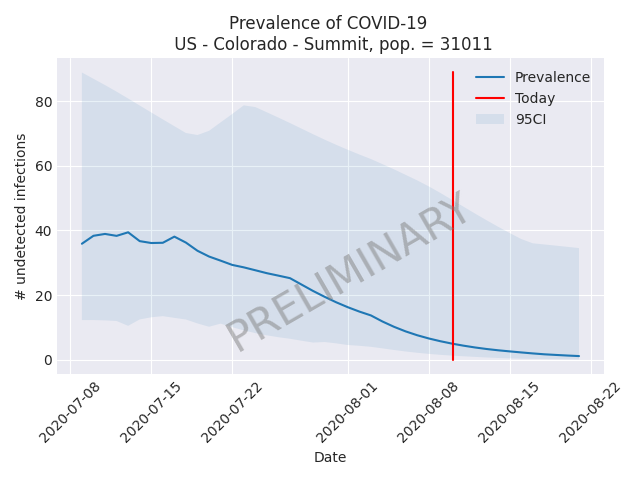 Prevalence of COVID-19
US - Colorado - Summit, pop. = 31011
Prevalence
Today
95CI
# undetected infections
80
60
40
20
0
PRELIMINARY
2020-07-08
2020-07-15
2020-07-22
2020-08-01
2020-08-08
2020-08-15
2020-08-22
Date